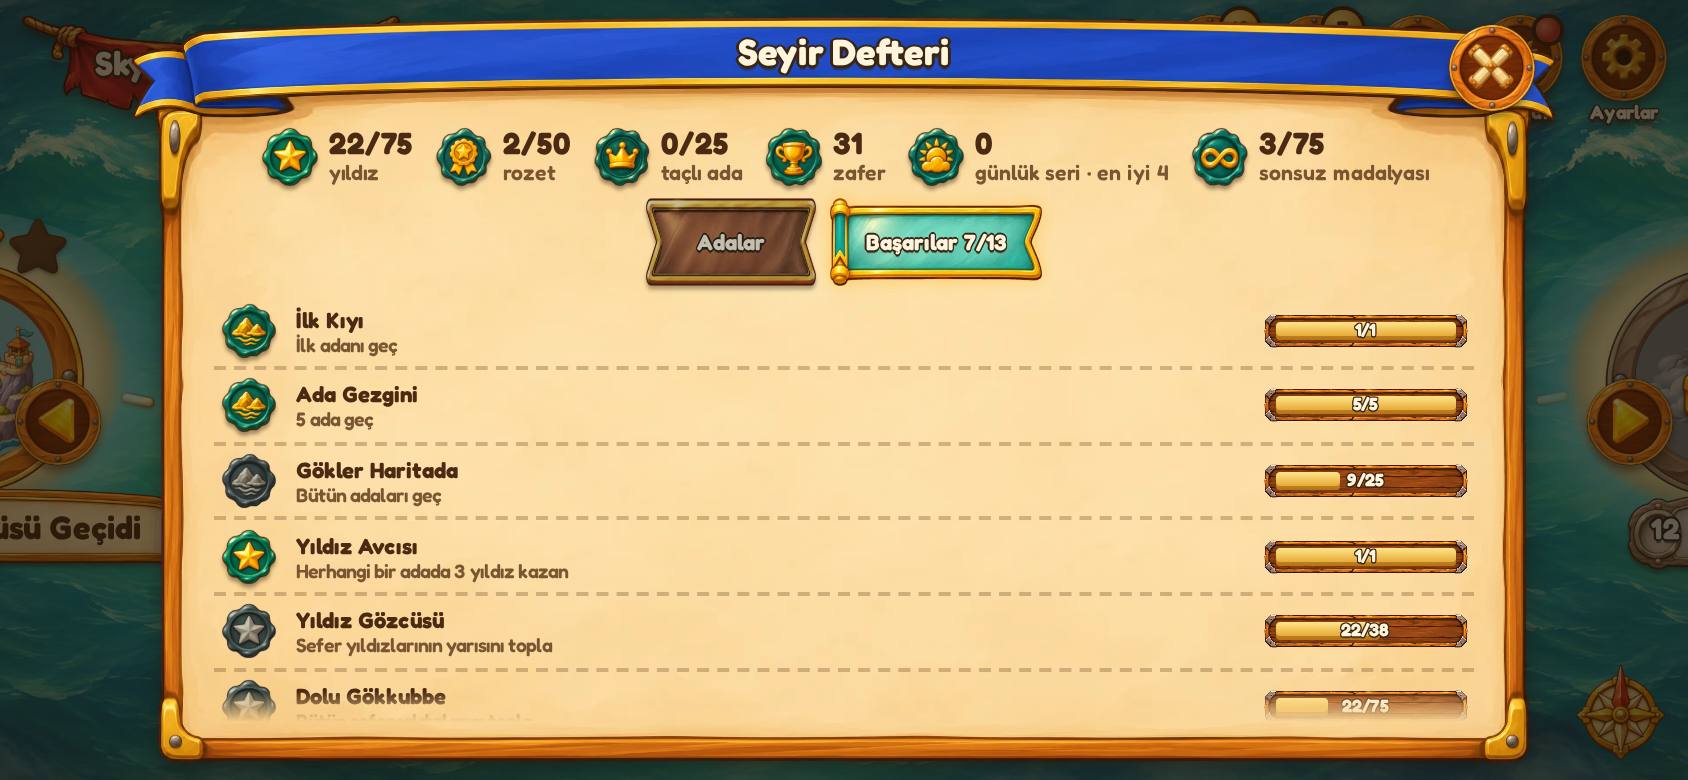 Seyir Defteri
Sky
Ayarlar
22/75
yıldız
2/50
rozet
0/25
taçlı ada
31
zafer
0
günlük seri · en iyi 4
3/75
sonsuz madalyası
Adalar
Başarılar 7/13
İlk Kıyı
İlk adanı geç
1/1
Ada Gezgini
5 ada geç
5/5
Gökler Haritada
Bütün adaları geç
9/25
Yıldız Avcısı
Herhangi bir adada 3 yıldız kazan
1/1
Yıldız Gözcüsü
Sefer yıldızlarının yarısını topla
22/38
Dolu Gökkubbe
22/75
üsü Geçidi
12